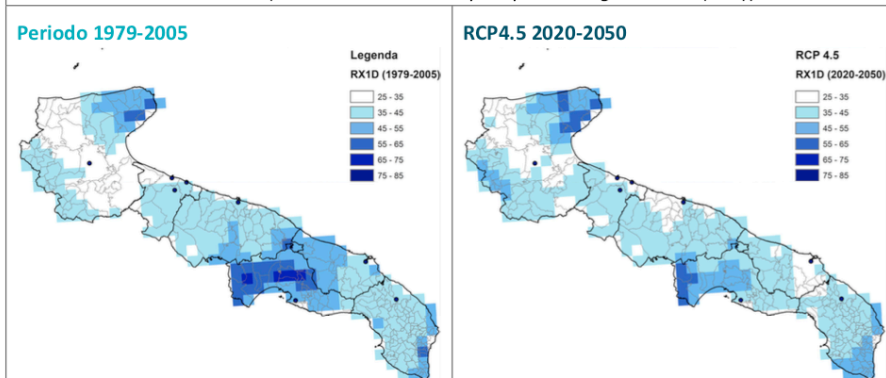 Periodo 1979-2005
Legenda
RX1D (1979-2005)
25 - 35
35 - 45
45 - 55
55 - 65
65 - 75
75 - 85
RCP4.5 2020-2050
RCP 4.5
RX1D (2020-2050)
25 - 35
35 - 45
45 - 55
55 - 65
65 - 75
75 - 85